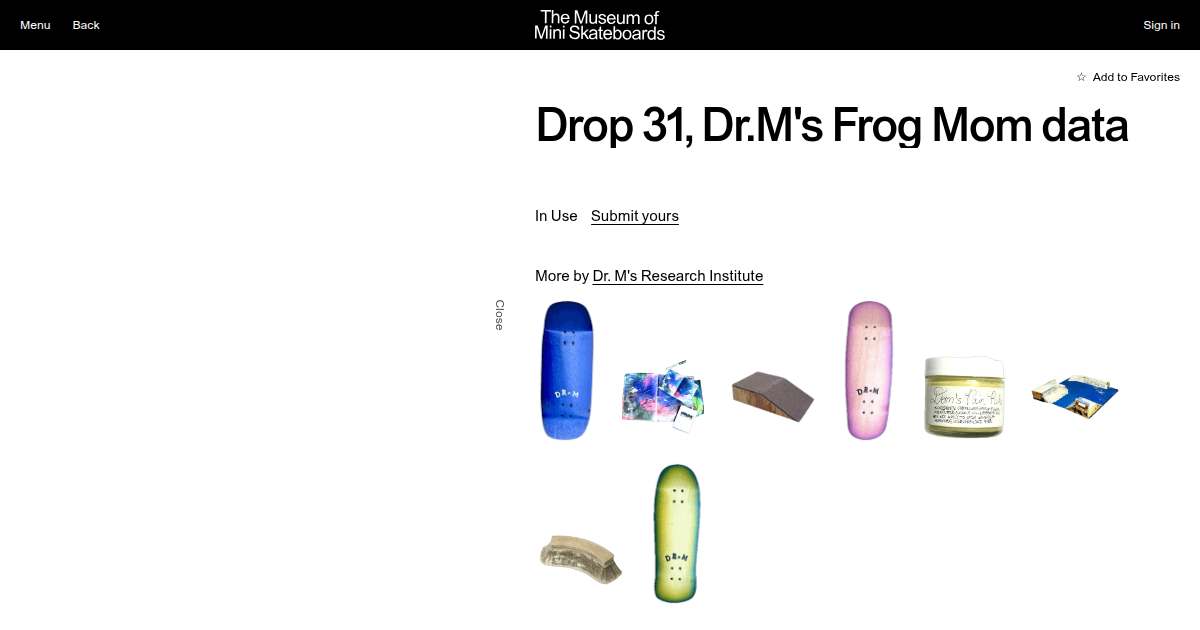 Menu Back
The Museum of
Mini Skateboards
Sign in
☆ Add to Favorites
Drop 31, Dr.M's Frog Mom data
In Use Submit yours
More by Dr. M's Research Institute
Close
DR•M
DR•M
DR•M